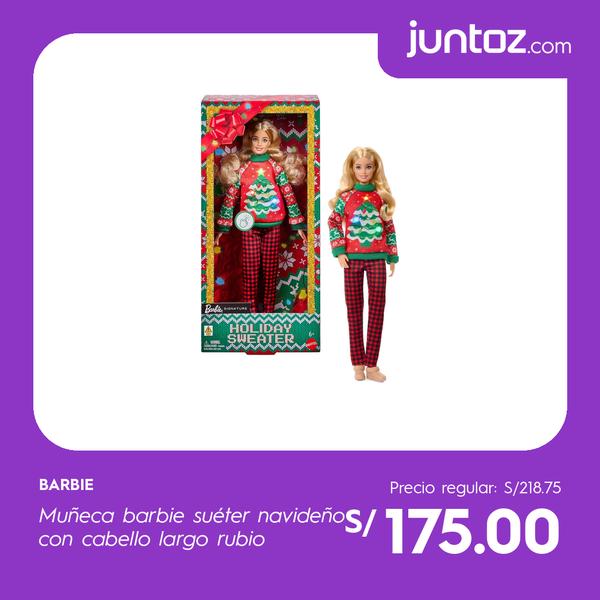 juntoz.com
Barbie SIGNATURE
HOLIDAY
SWEATER
6+
BARBIE
Precio regular: S/218.75
Muñeca barbie suéter navideño
con cabello largo rubio
S/ 175.00